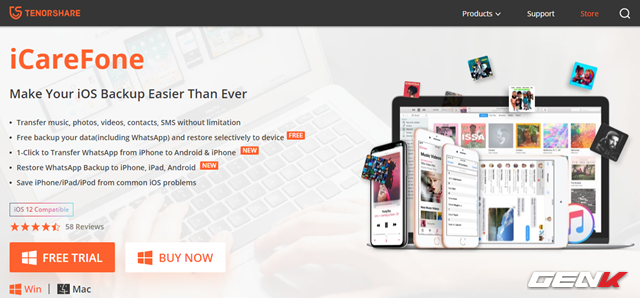 TENORSHARE
Products
Support
Store
iCareFone
Make Your iOS Backup Easier Than Ever
Transfer music, photos, videos, contacts, SMS without limitation
Free backup your data(including WhatsApp) and restore selectively to device FREE
1-Click to Transfer WhatsApp from iPhone to Android & iPhone NEW
Restore WhatsApp Backup to iPhone, iPad, Android NEW
Save iPhone/iPad/iPod from common iOS problems
iOS 12 Compatible
58 Reviews
FREE TRIAL
BUY NOW
Win | Mac
Music Videos
ISSA
GENK